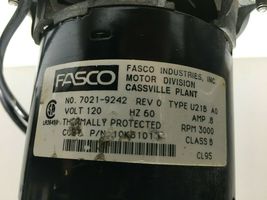 FASCO
FASCO INDUSTRIES, INC.
MOTOR DIVISION
CASSVILLE PLANT
NO. 7021-9242 REV 0 TYPE U21B
VOLT 120 HZ 60 AMP .8
THERMALLY PROTECTED RPM 3000
P/N CLASS B
CL95